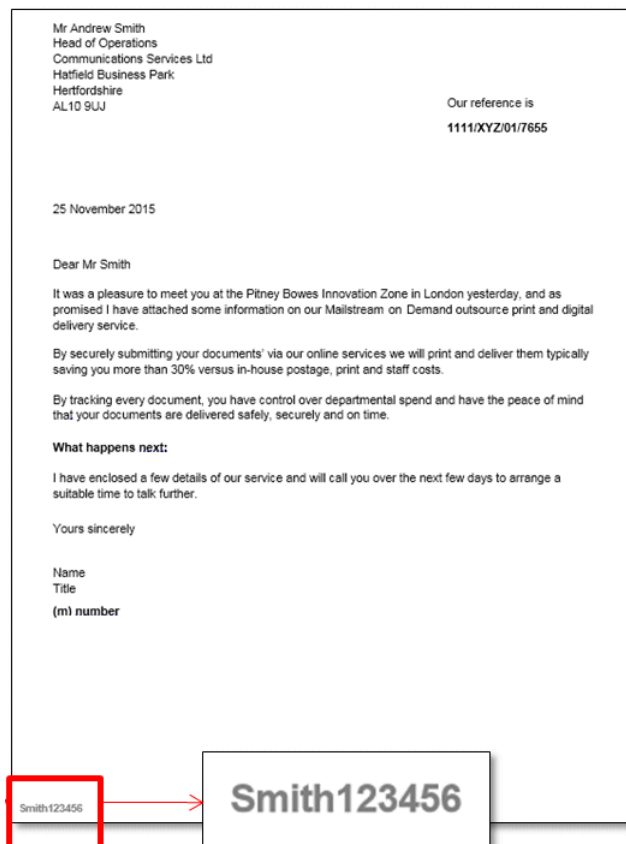 Mr Andrew Smith
Head of Operations
Communications Services Ltd
Hatfield Business Park
Hertfordshire
AL10 9UJ
Our reference is
1111/XYZ/01/7655
25 November 2015
Dear Mr Smith
It was a pleasure to meet you at the Pitney Bowes Innovation Zone in London yesterday, and as
promised I have attached some information on our Mailstream on Demand outsource print and digital
delivery service.
By securely submitting your documents' via our online services we will print and deliver them typically
saving you more than 30% versus in-house postage, print and staff costs.
By tracking every document, you have control over departmental spend and have the peace of mind
that your documents are delivered safely, securely and on time.
What happens next:
I have enclosed a few details of our service and will call you over the next few days to arrange a
suitable time to talk further.
Yours sincerely
Name
Title
(m) number
Smith123456
Smith123456